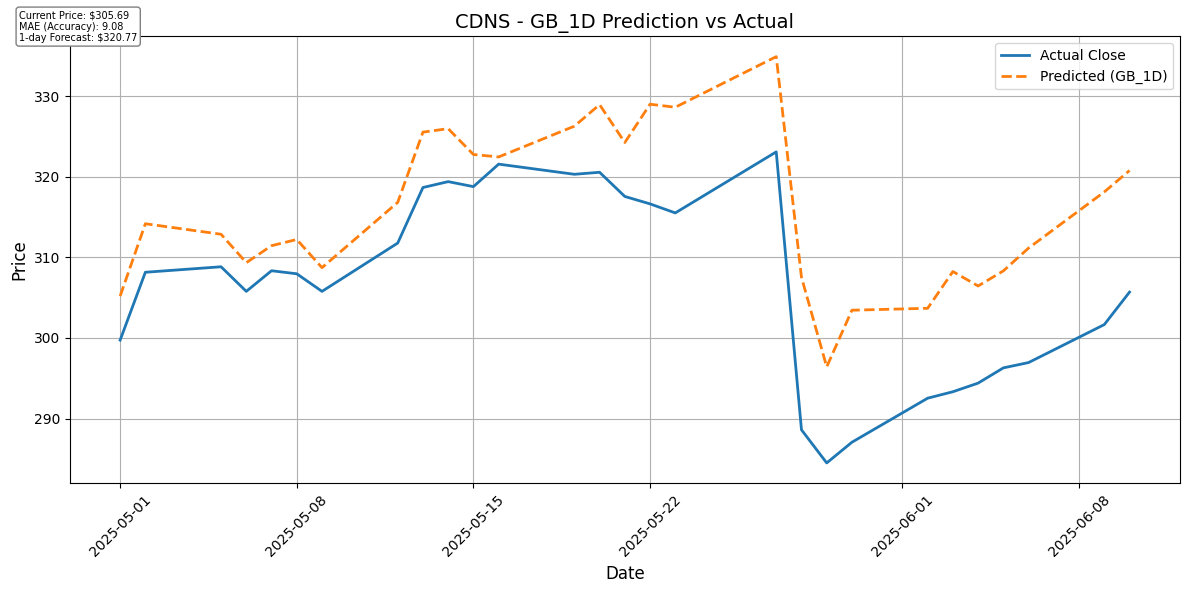 Current Price: $305.69
MAE (Accuracy): 9.08
1-day Forecast: $320.77
CDNS - GB_1D Prediction vs Actual
Actual Close
Predicted (GB_1D)
Price
330
320
310
300
290
2025-05-01
2025-05-08
2025-05-15
2025-05-22
2025-06-01
2025-06-08
Date